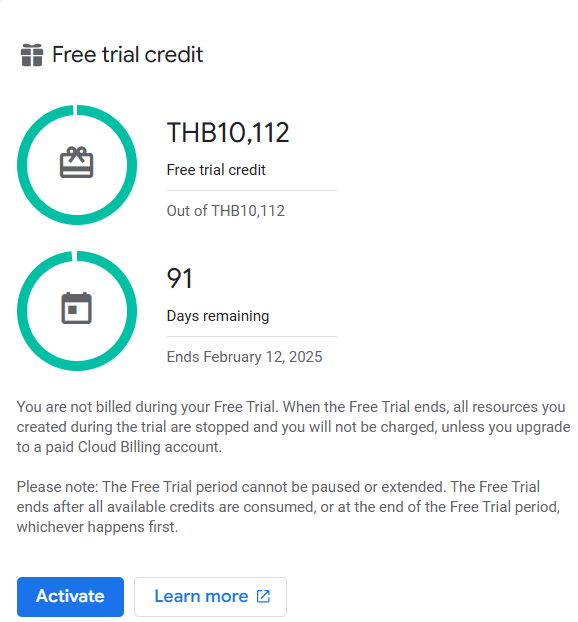 Free trial credit
THB10,112
Free trial credit
Out of THB10,112
91
Days remaining
Ends February 12, 2025
You are not billed during your Free Trial. When the Free Trial ends, all resources you
created during the trial are stopped and you will not be charged, unless you upgrade
to a paid Cloud Billing account.
Please note: The Free Trial period cannot be paused or extended. The Free Trial
ends after all available credits are consumed, or at the end of the Free Trial period,
whichever happens first.
Activate
Learn more